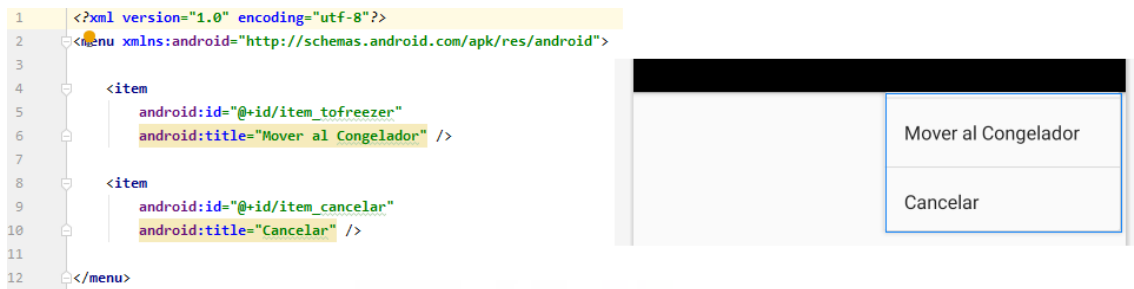 1 <?xml version="1.0" encoding="utf-8"?>
2 <menu xmlns:android="http://schemas.android.com/apk/res/android">
3
4 <item
5 android:id="@+id/item_tofreezer"
6 android:title="Mover al Congelador" />
7
8 <item
9 android:id="@+id/item_cancelar"
10 android:title="Cancelar" />
11
12 </menu>
Mover al Congelador
Cancelar